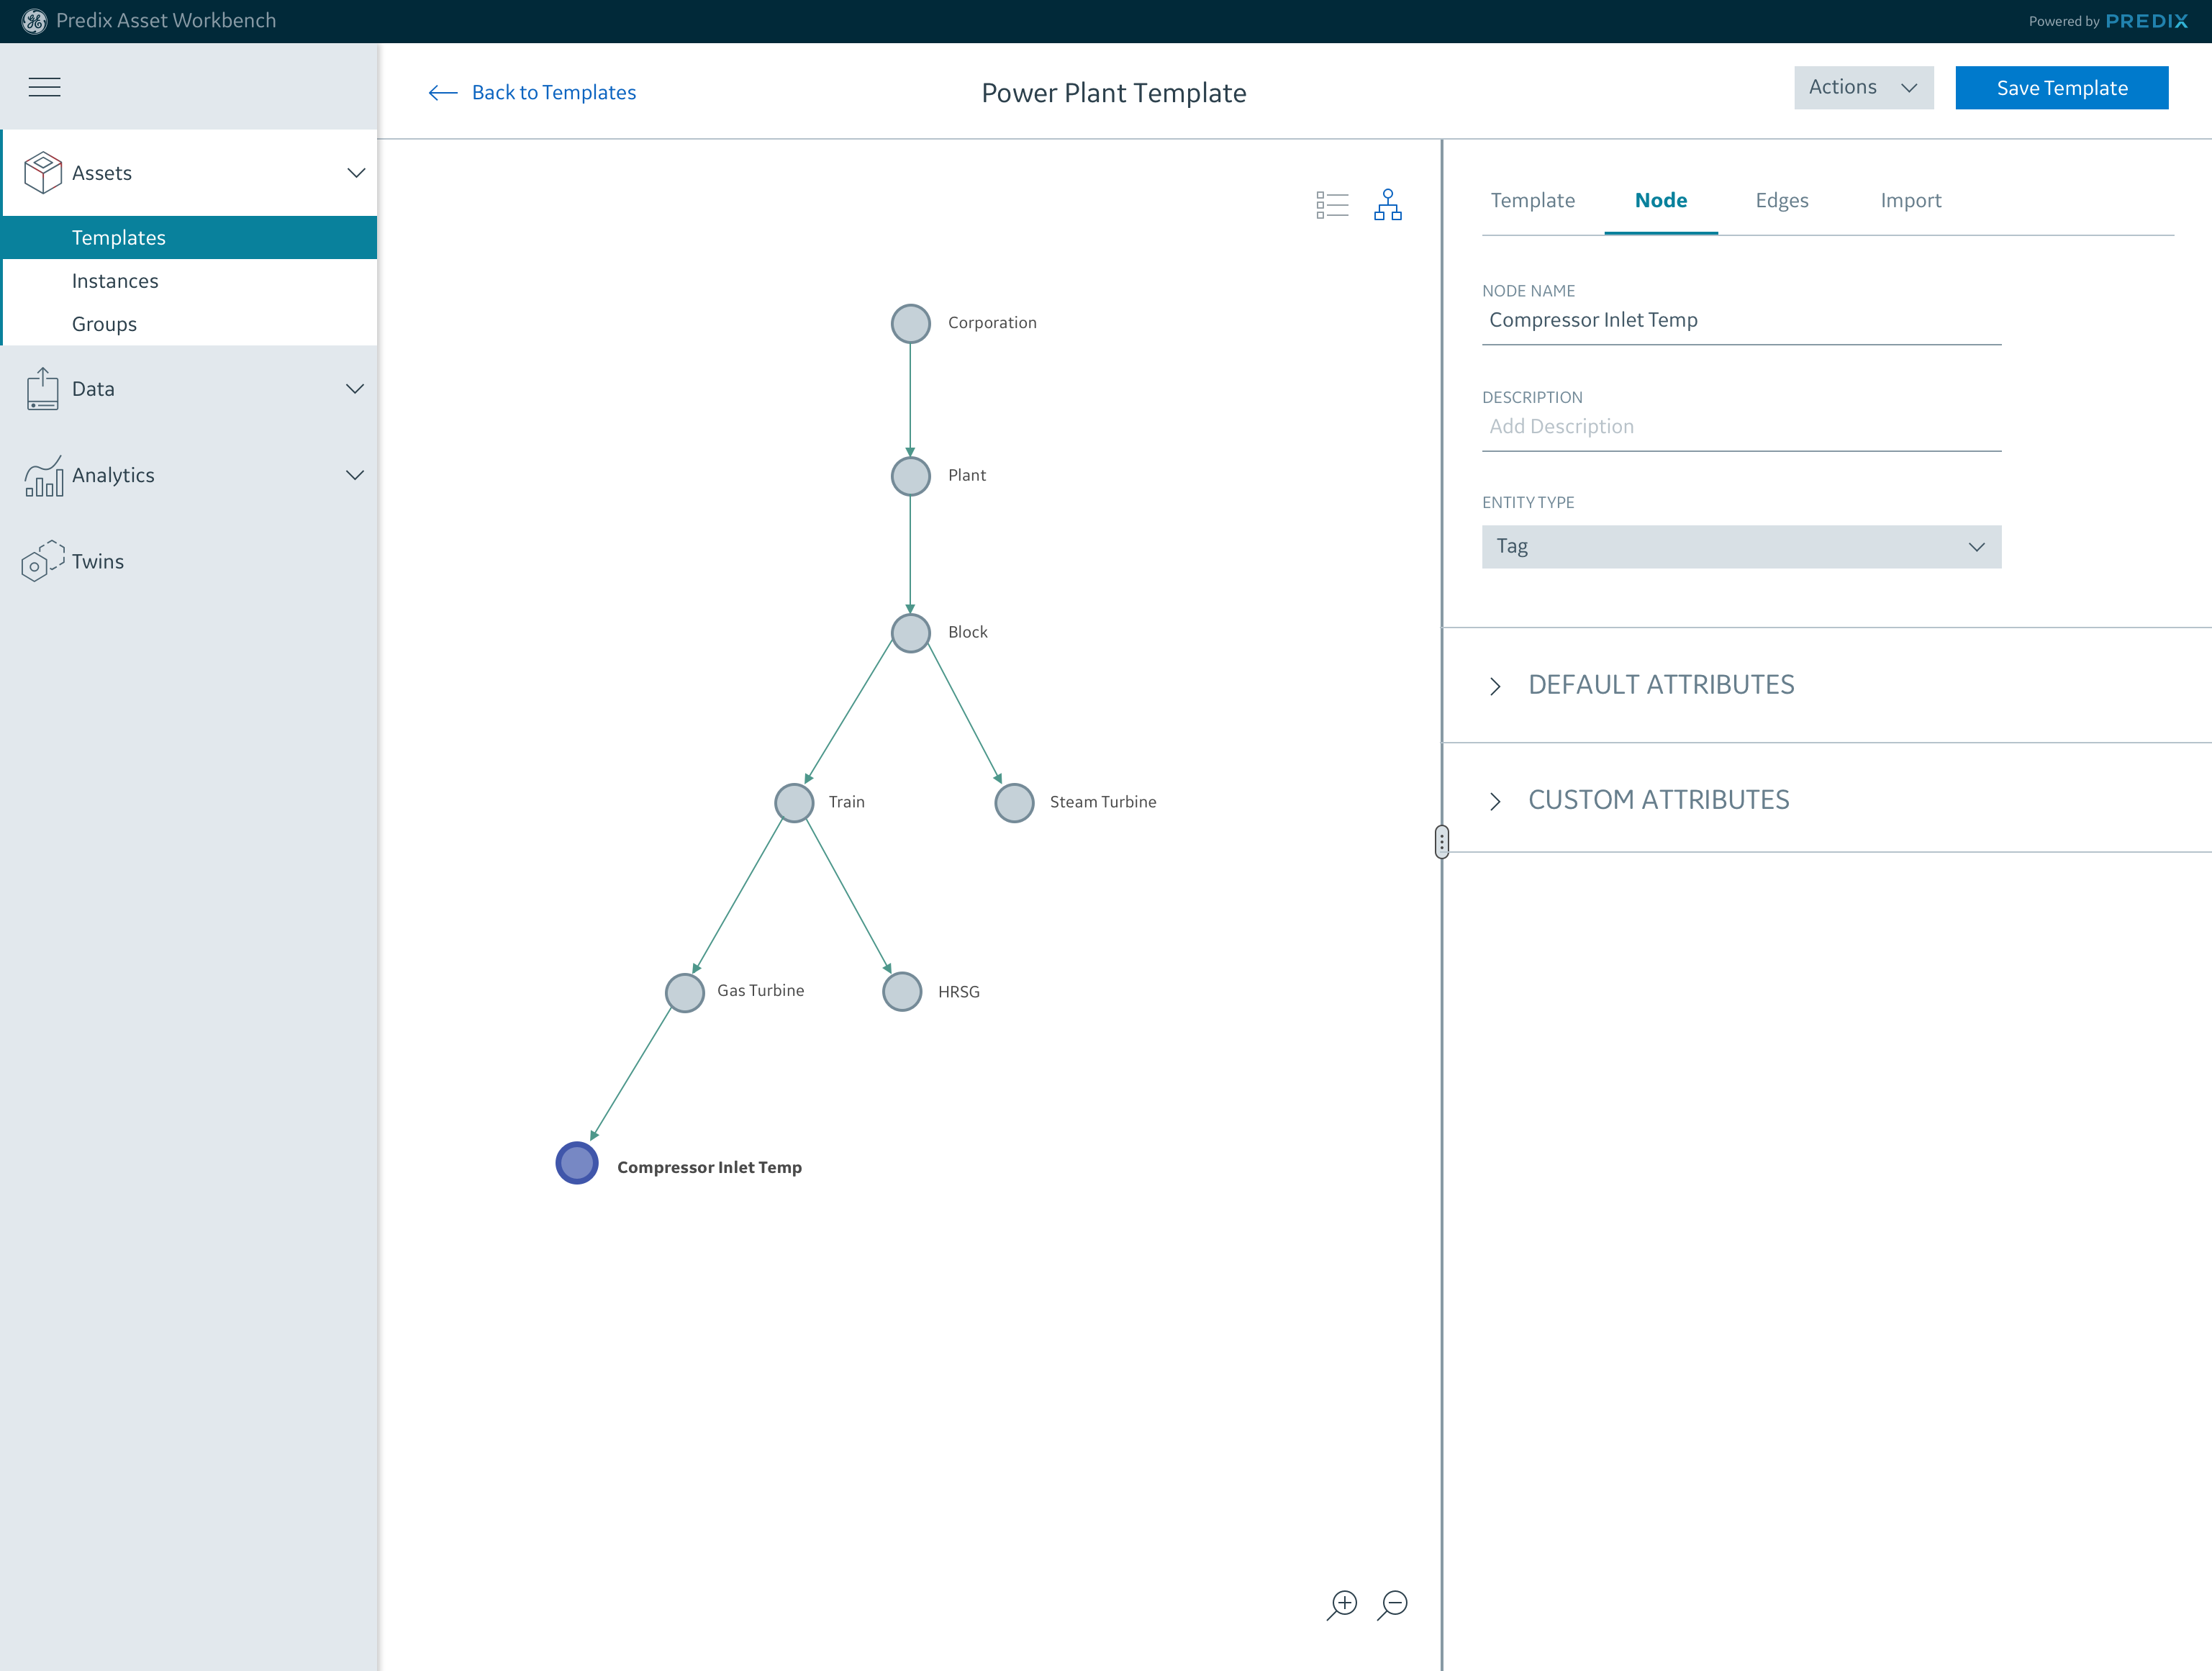 Predix Asset Workbench
Powered by PREDIX
Back to Templates
Power Plant Template
Actions
Save Template
Assets
Templates
Instances
Groups
Data
Analytics
Twins
Corporation
Plant
Block
Train
Steam Turbine
Gas Turbine
HRSG
Compressor Inlet Temp
Template
Node
Edges
Import
NODE NAME
Compressor Inlet Temp
DESCRIPTION
Add Description
ENTITY TYPE
Tag
DEFAULT ATTRIBUTES
CUSTOM ATTRIBUTES